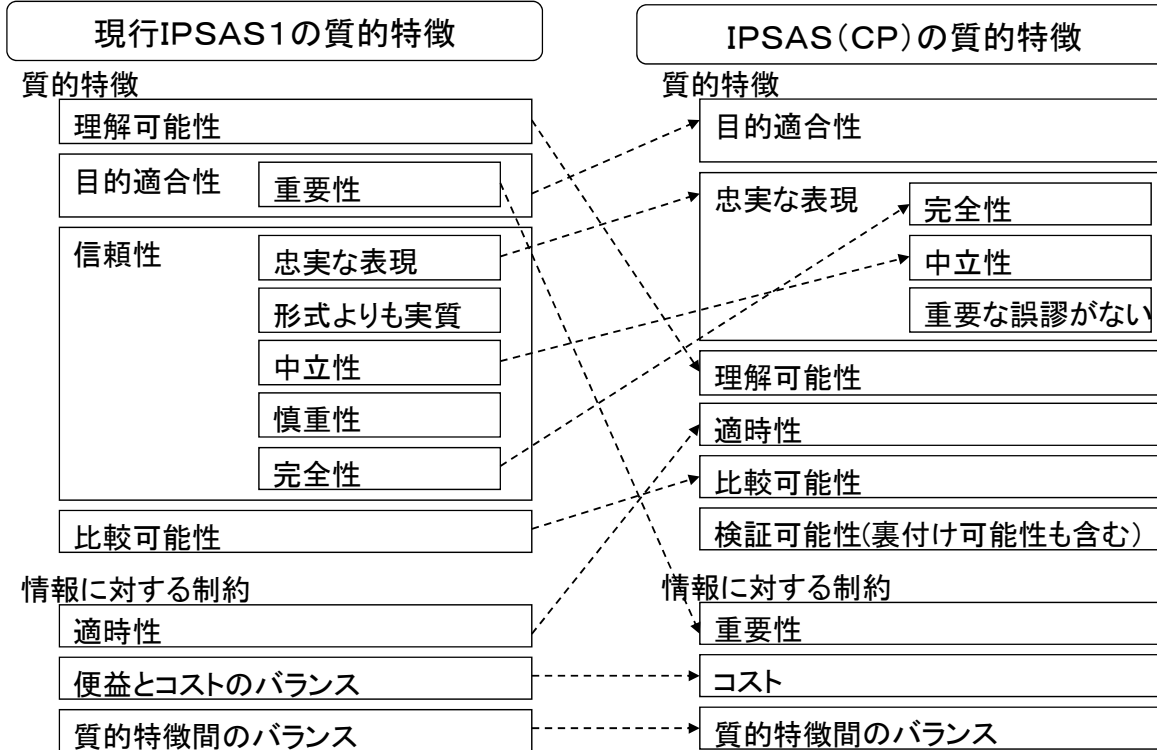 現行IPSAS1の質的特徴
質的特徴
理解可能性
目的適合性
重要性
信頼性
忠実な表現
形式よりも実質
中立性
慎重性
完全性
比較可能性
情報に対する制約
適時性
便益とコストのバランス
質的特徴間のバランス
IPSAS(CP)の質的特徴
質的特徴
目的適合性
忠実な表現
完全性
中立性
重要な誤謬がない
理解可能性
適時性
比較可能性
検証可能性(裏付け可能性も含む)
情報に対する制約
重要性
コスト
質的特徴間のバランス